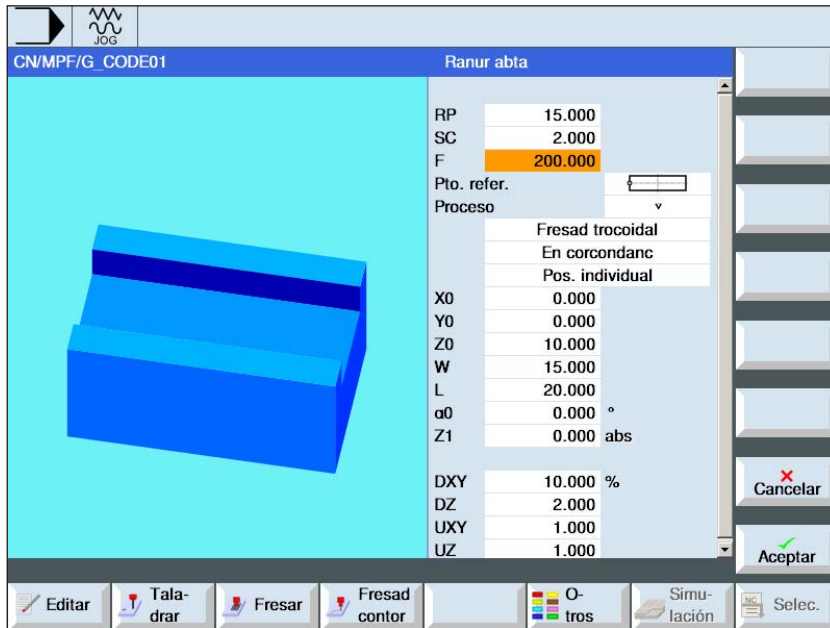 JOG
CN/MPF/G_CODE01
Ranur abta
RP 15.000
SC 2.000
F 200.000
Pto. refer.
Proceso v
Fresad trocoidal
En corcondanc
Pos. individual
X0 0.000
Y0 0.000
Z0 10.000
W 15.000
L 20.000
α0 0.000 °
Z1 0.000 abs
DXY 10.000 %
DZ 2.000
UXY 1.000
UZ 1.000
Cancelar
Aceptar
Editar
Tala-
drar
Fresar
Fresad
contor
O-
tros
Simu-
lación
NC
Selec.